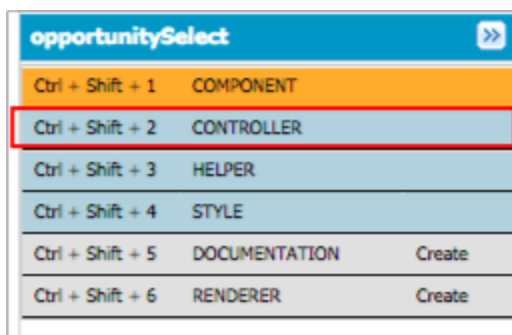 opportunitySelect
Ctrl + Shift + 1 COMPONENT
Ctrl + Shift + 2 CONTROLLER
Ctrl + Shift + 3 HELPER
Ctrl + Shift + 4 STYLE
Ctrl + Shift + 5 DOCUMENTATION Create
Ctrl + Shift + 6 RENDERER Create